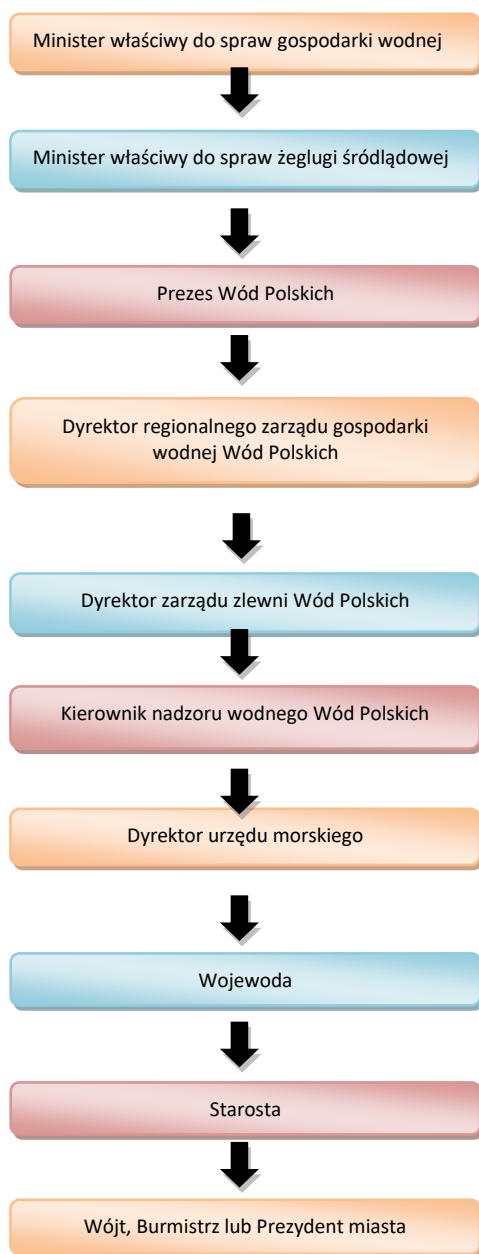 Minister właściwy do spraw gospodarki wodnej
Minister właściwy do spraw żeglugi śródlądowej
Prezes Wód Polskich
Dyrektor regionalnego zarządu gospodarki
wodnej Wód Polskich
Dyrektor zarządu zlewni Wód Polskich
Kierownik nadzoru wodnego Wód Polskich
Dyrektor urzędu morskiego
Wojewoda
Starosta
Wójt, Burmistrz lub Prezydent miasta